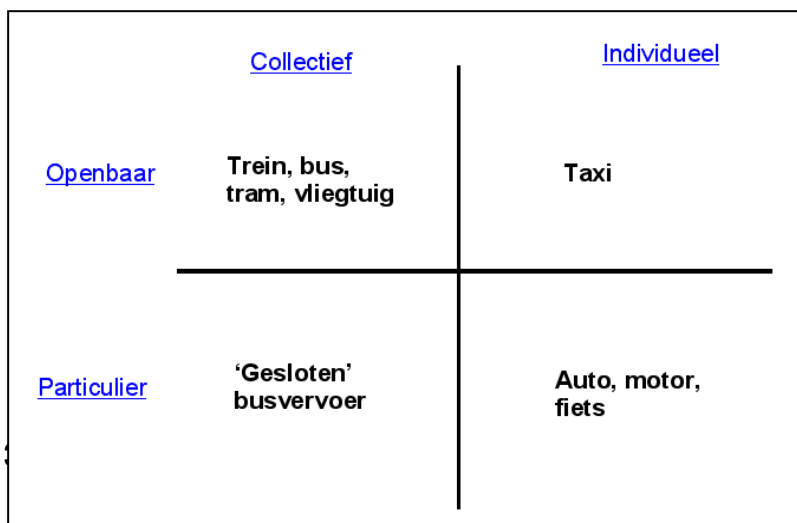 Collectief
Individueel
Openbaar
Trein, bus,
tram, vliegtuig
Taxi
Particulier
‘Gesloten’
busvervoer
Auto, motor,
fiets